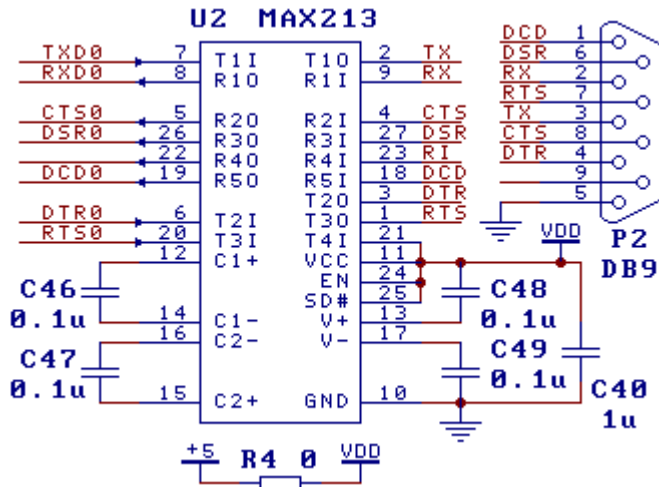 U2 MAX213
TXD0 7 T1I T1O 2 TX
RXD0 8 R1O R1I 9 RX
CTS0 5 R2O R2I 4 CTS
DSR0 26 R3O R3I 27 DSR
22 R4O R4I 23 RI
DCD0 19 R5O R5I 18 DCD
T2O 3 DTR
DTR0 6 T2I T3O 1 RTS
RTS0 20 T3I T4I 21
12 C1+ VCC 11
EN 24
SD# 25
14 C1- V+ 13
16 C2- V- 17
15 C2+ GND 10
C46
0.1u
C47
0.1u
C48
0.1u
C49
0.1u
C40
1u
DCD 1
DSR 6
RX 2
RTS 7
TX 3
CTS 8
DTR 4
9
5
P2
DB9
VDD
+5 R4 0 VDD